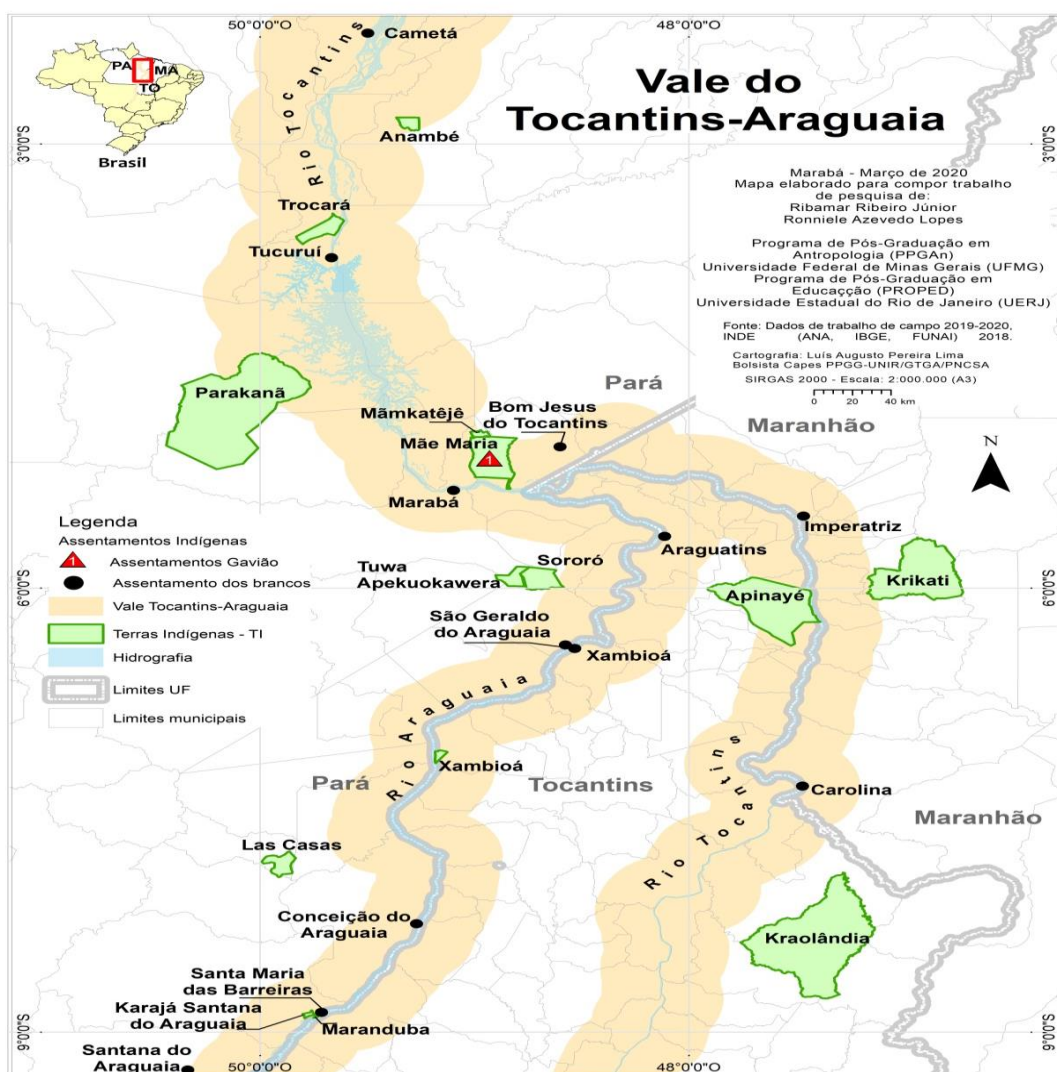 50°0'0"O
48°0'0"O
Cametá
PA
MA
TO
Brasil
Rio Tocantins
Vale do
Tocantins-Araguaia
Anambé
3°0'0"S
3°0'0"S
Marabá - Março de 2020
Mapa elaborado para compor trabalho
de pesquisa de:
Ribamar Ribeiro Júnior
Ronniele Azevedo Lopes
Programa de Pós-Graduação em
Antropologia (PPGAn)
Universidade Federal de Minas Gerais (UFMG)
Programa de Pós-Graduação em
Educacção (PROPED)
Universidade Estadual do Rio de Janeiro (UERJ)
Fonte: Dados de trabalho de campo 2019-2020,
INDE (ANA, IBGE, FUNAI) 2018.
Cartografia: Luís Augusto Pereira Lima
Bolsista Capes PPGG-UNIR/GTGA/PNCSA
SIRGAS 2000 - Escala: 2:000.000 (A3)
0 20 40 km
Trocará
Tucuruí
Parakanã
Pará
Maranhão
Mãmkatêjê
Bom Jesus
do Tocantins
Mãe Maria
1
Marabá
N
Imperatriz
Araguatins
Legenda
Assentamentos Indígenas
1 Assentamentos Gavião
Assentamento dos brancos
Vale Tocantins-Araguaia
Terras Indígenas - TI
Hidrografia
Limites UF
Limites municipais
Tuwa
Apekuokawera
Sororó
Krikati
Apinayé
6°0'0"S
6°0'0"S
São Geraldo
do Araguaia
Xambioá
Rio Araguaia
Xambioá
Pará
Tocantins
Rio Tocantins
Carolina
Maranhão
Las Casas
Conceição do
Araguaia
Kraolândia
Santa Maria
das Barreiras
Karajá Santana
do Araguaia
Maranduba
9°0'0"S
9°0'0"S
Santana do
Araguaia
50°0'0"O
48°0'0"O